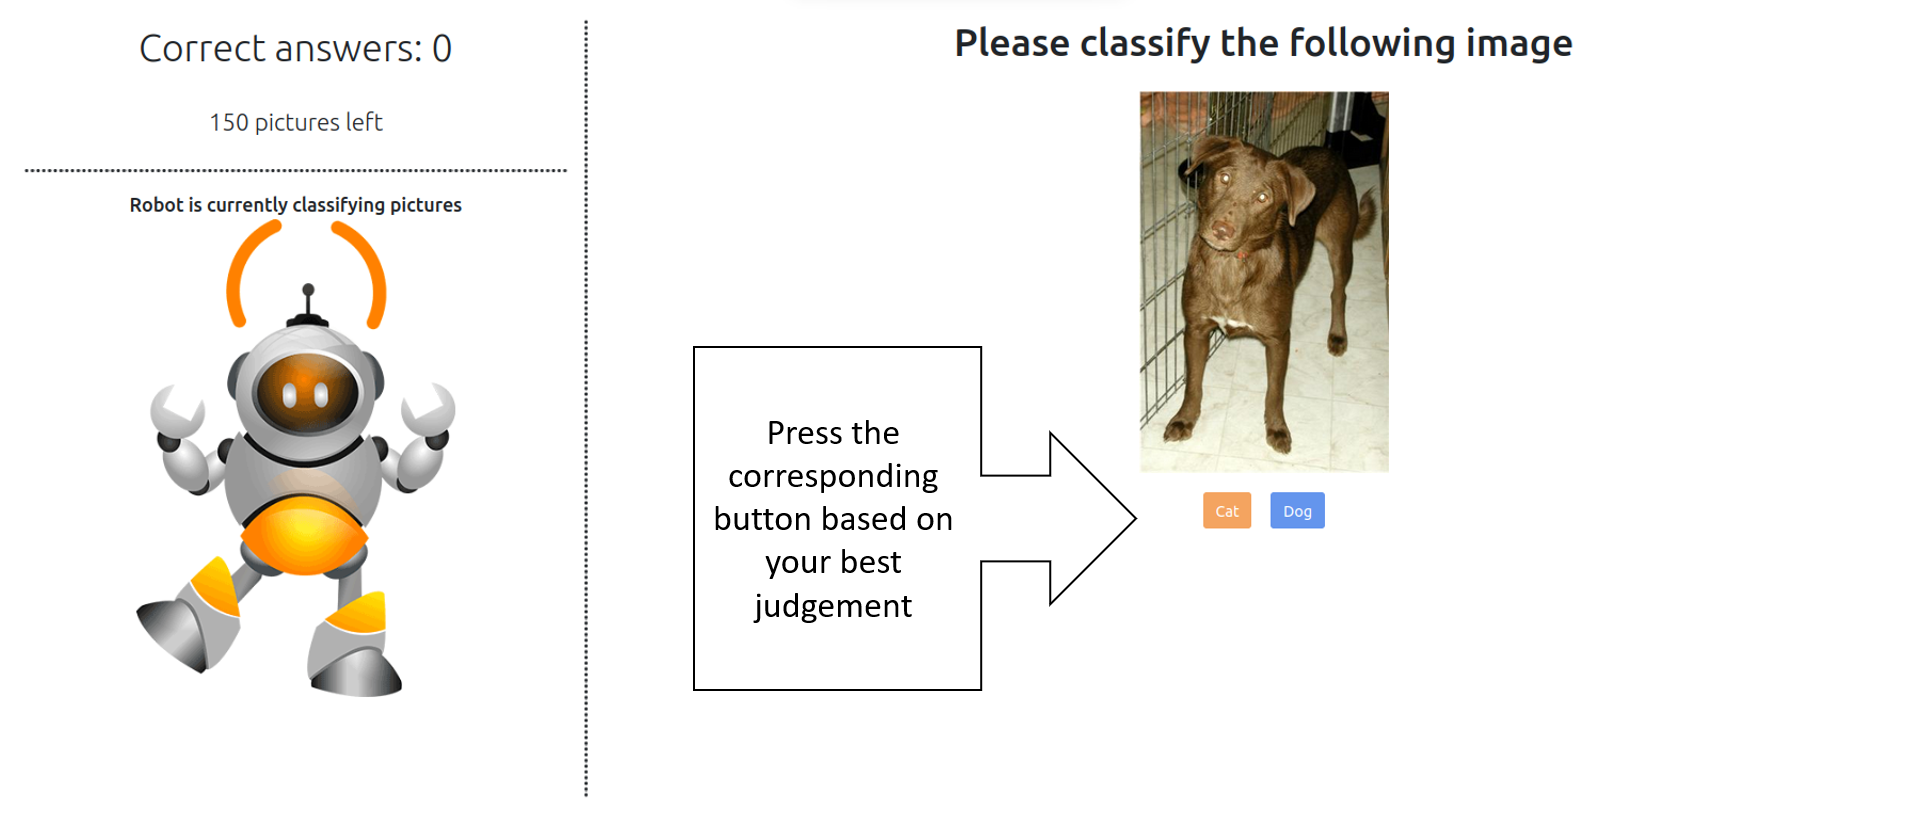 Correct answers: 0
150 pictures left
Robot is currently classifying pictures
Please classify the following image
Press the
corresponding
button based on
your best
judgement
Cat
Dog